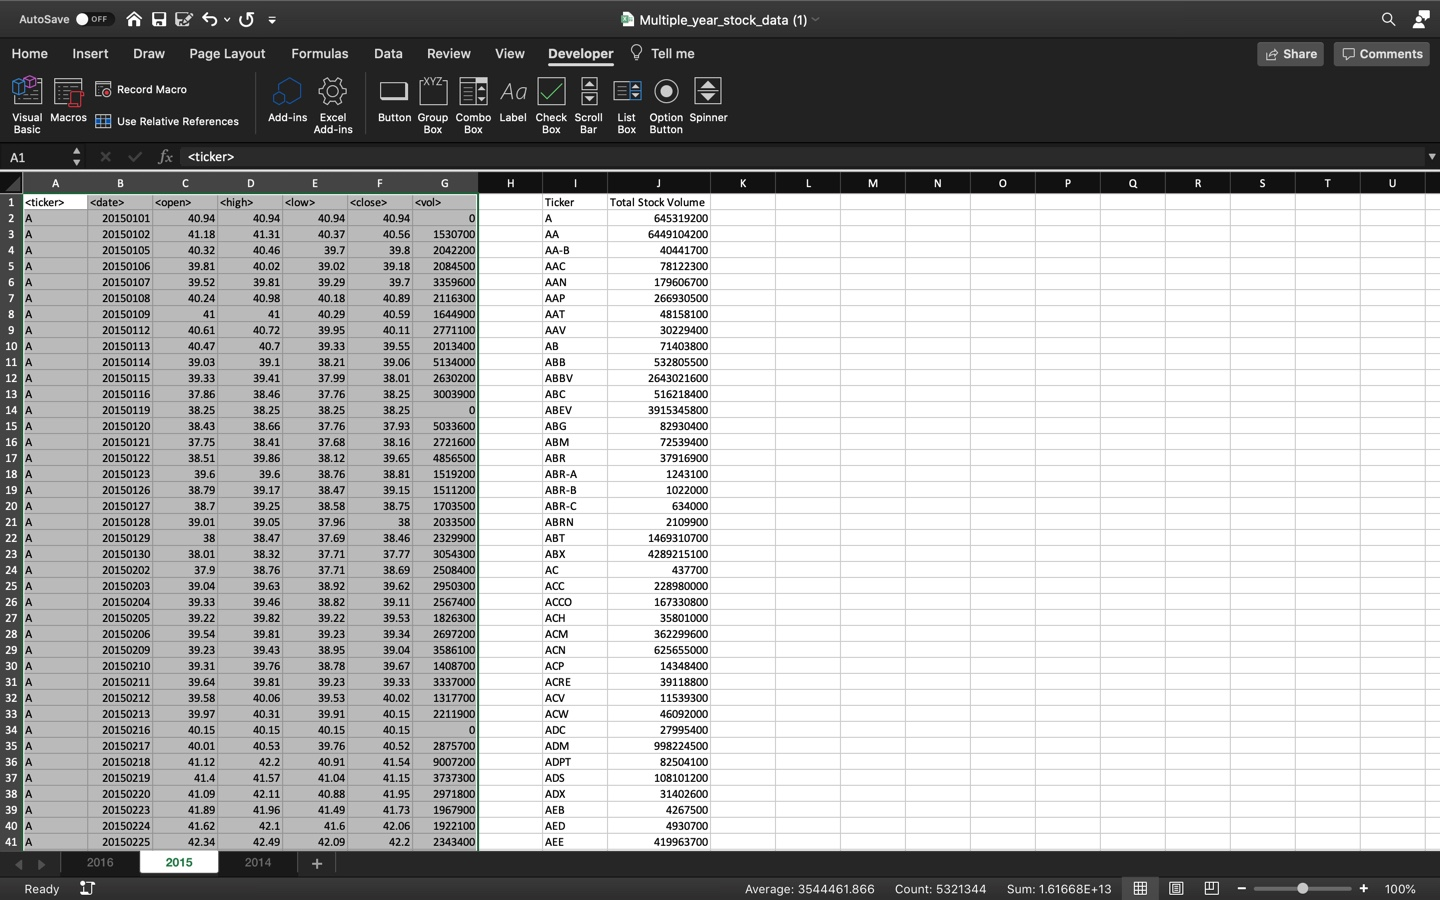 AutoSave OFF Multiple_year_stock_data (1)
Home Insert Draw Page Layout Formulas Data Review View Developer Tell me Share Comments
Visual Basic Macros Record Macro Use Relative References Add-ins Excel Add-ins Button XYZ Group Box Combo Box Aa Label Check Box Scroll Bar List Box Option Button Spinner
A1 fx <ticker>
A B C D E F G H I J K L M N O P Q R S T U
1 <ticker> <date> <open> <high> <low> <close> <vol> Ticker Total Stock Volume
2 A 20150101 40.94 40.94 40.94 40.94 0 A 645319200
3 A 20150102 41.18 41.31 40.37 40.56 1530700 AA 6449104200
4 A 20150105 40.32 40.46 39.7 39.8 2042200 AA-B 40441700
5 A 20150106 39.81 40.02 39.02 39.18 2084500 AAC 78122300
6 A 20150107 39.52 39.81 39.29 39.7 3359600 AAN 179606700
7 A 20150108 40.24 40.98 40.18 40.89 2116300 AAP 266930500
8 A 20150109 41 41 40.29 40.59 1644900 AAT 48158100
9 A 20150112 40.61 40.72 39.95 40.11 2771100 AAV 30229400
10 A 20150113 40.47 40.7 39.33 39.55 2013400 AB 71403800
11 A 20150114 39.03 39.1 38.21 39.06 5134000 ABB 532805500
12 A 20150115 39.33 39.41 37.99 38.01 2630200 ABBV 2643021600
13 A 20150116 37.86 38.46 37.76 38.25 3003900 ABC 516218400
14 A 20150119 38.25 38.25 38.25 38.25 0 ABEV 3915345800
15 A 20150120 38.43 38.66 37.76 37.93 5033600 ABG 82930400
16 A 20150121 37.75 38.41 37.68 38.16 2721600 ABM 72539400
17 A 20150122 38.51 39.86 38.12 39.65 4856500 ABR 37916900
18 A 20150123 39.6 39.6 38.76 38.81 1519200 ABR-A 1243100
19 A 20150126 38.79 39.17 38.47 39.15 1511200 ABR-B 1022000
20 A 20150127 38.7 39.25 38.58 38.75 1703500 ABR-C 634000
21 A 20150128 39.01 39.05 37.96 38 2033500 ABRN 2109900
22 A 20150129 38 38.47 37.69 38.46 2329900 ABT 1469310700
23 A 20150130 38.01 38.32 37.71 37.77 3054300 ABX 4289215100
24 A 20150202 37.9 38.76 37.71 38.69 2508400 AC 437700
25 A 20150203 39.04 39.63 38.92 39.62 2950300 ACC 228980000
26 A 20150204 39.33 39.46 38.82 39.11 2567400 ACCO 167330800
27 A 20150205 39.22 39.82 39.22 39.53 1826300 ACH 35801000
28 A 20150206 39.54 39.81 39.23 39.34 2697200 ACM 362299600
29 A 20150209 39.23 39.43 38.95 39.04 3586100 ACN 625655000
30 A 20150210 39.31 39.76 38.78 39.67 1408700 ACP 14348400
31 A 20150211 39.64 39.81 39.23 39.33 3337000 ACRE 39118800
32 A 20150212 39.58 40.06 39.53 40.02 1317700 ACV 11539300
33 A 20150213 39.97 40.31 39.91 40.15 2211900 ACW 46092000
34 A 20150216 40.15 40.15 40.15 40.15 0 ADC 27995400
35 A 20150217 40.01 40.53 39.76 40.52 2875700 ADM 998224500
36 A 20150218 41.12 42.2 40.91 41.54 9007200 ADPT 82504100
37 A 20150219 41.4 41.57 41.04 41.15 3737300 ADS 108101200
38 A 20150220 41.09 42.11 40.88 41.95 2971800 ADX 31402600
39 A 20150223 41.89 41.96 41.49 41.73 1967900 AEB 4267500
40 A 20150224 41.62 42.1 41.6 42.06 1922100 AED 4930700
41 A 20150225 42.34 42.49 42.09 42.2 2343400 AEE 419963700
2016 2015 2014 +
Ready Average: 3544461.866 Count: 5321344 Sum: 1.61668E+13 − + 100%